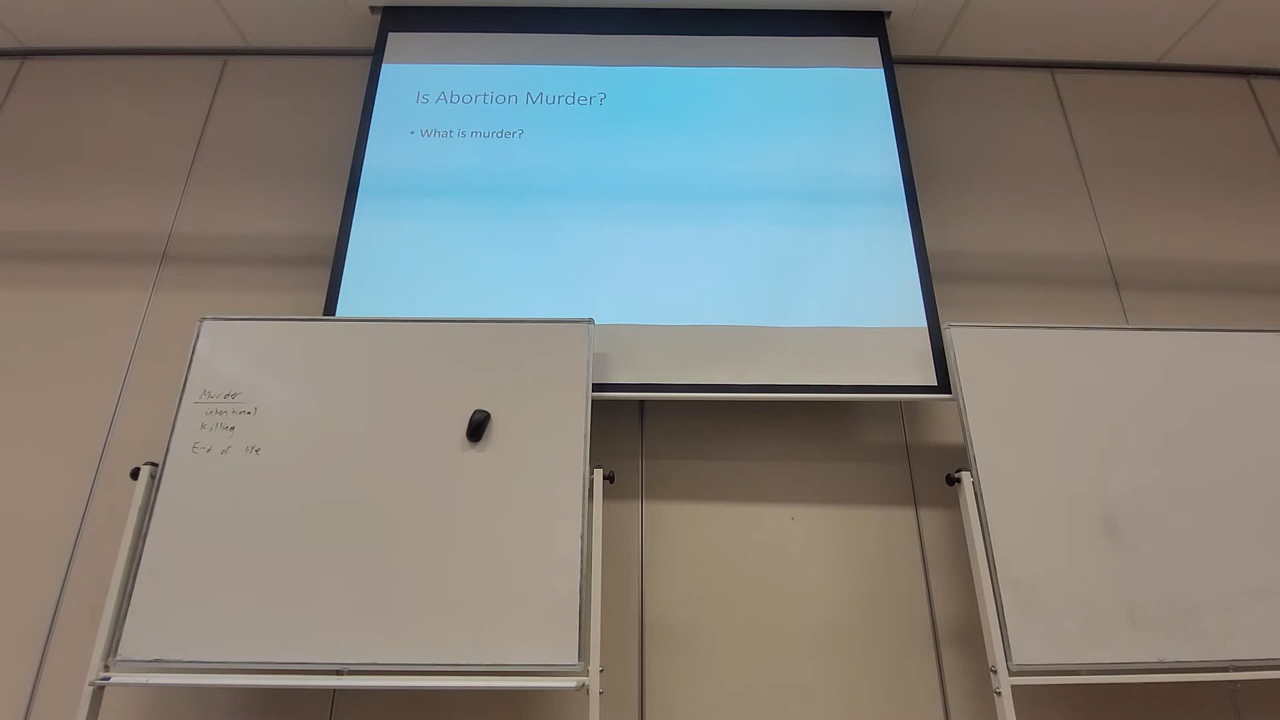 Is Abortion Murder?
• What is murder?
Murder
intentional
killing
End of life